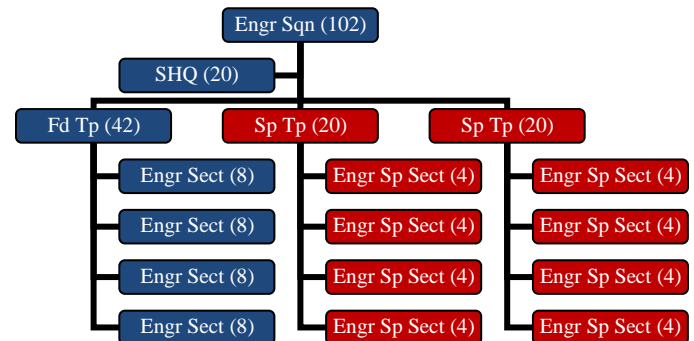 Engr Sqn (102)
SHQ (20)
Fd Tp (42)
Sp Tp (20)
Sp Tp (20)
Engr Sect (8)
Engr Sp Sect (4)
Engr Sp Sect (4)
Engr Sect (8)
Engr Sp Sect (4)
Engr Sp Sect (4)
Engr Sect (8)
Engr Sp Sect (4)
Engr Sp Sect (4)
Engr Sect (8)
Engr Sp Sect (4)
Engr Sp Sect (4)